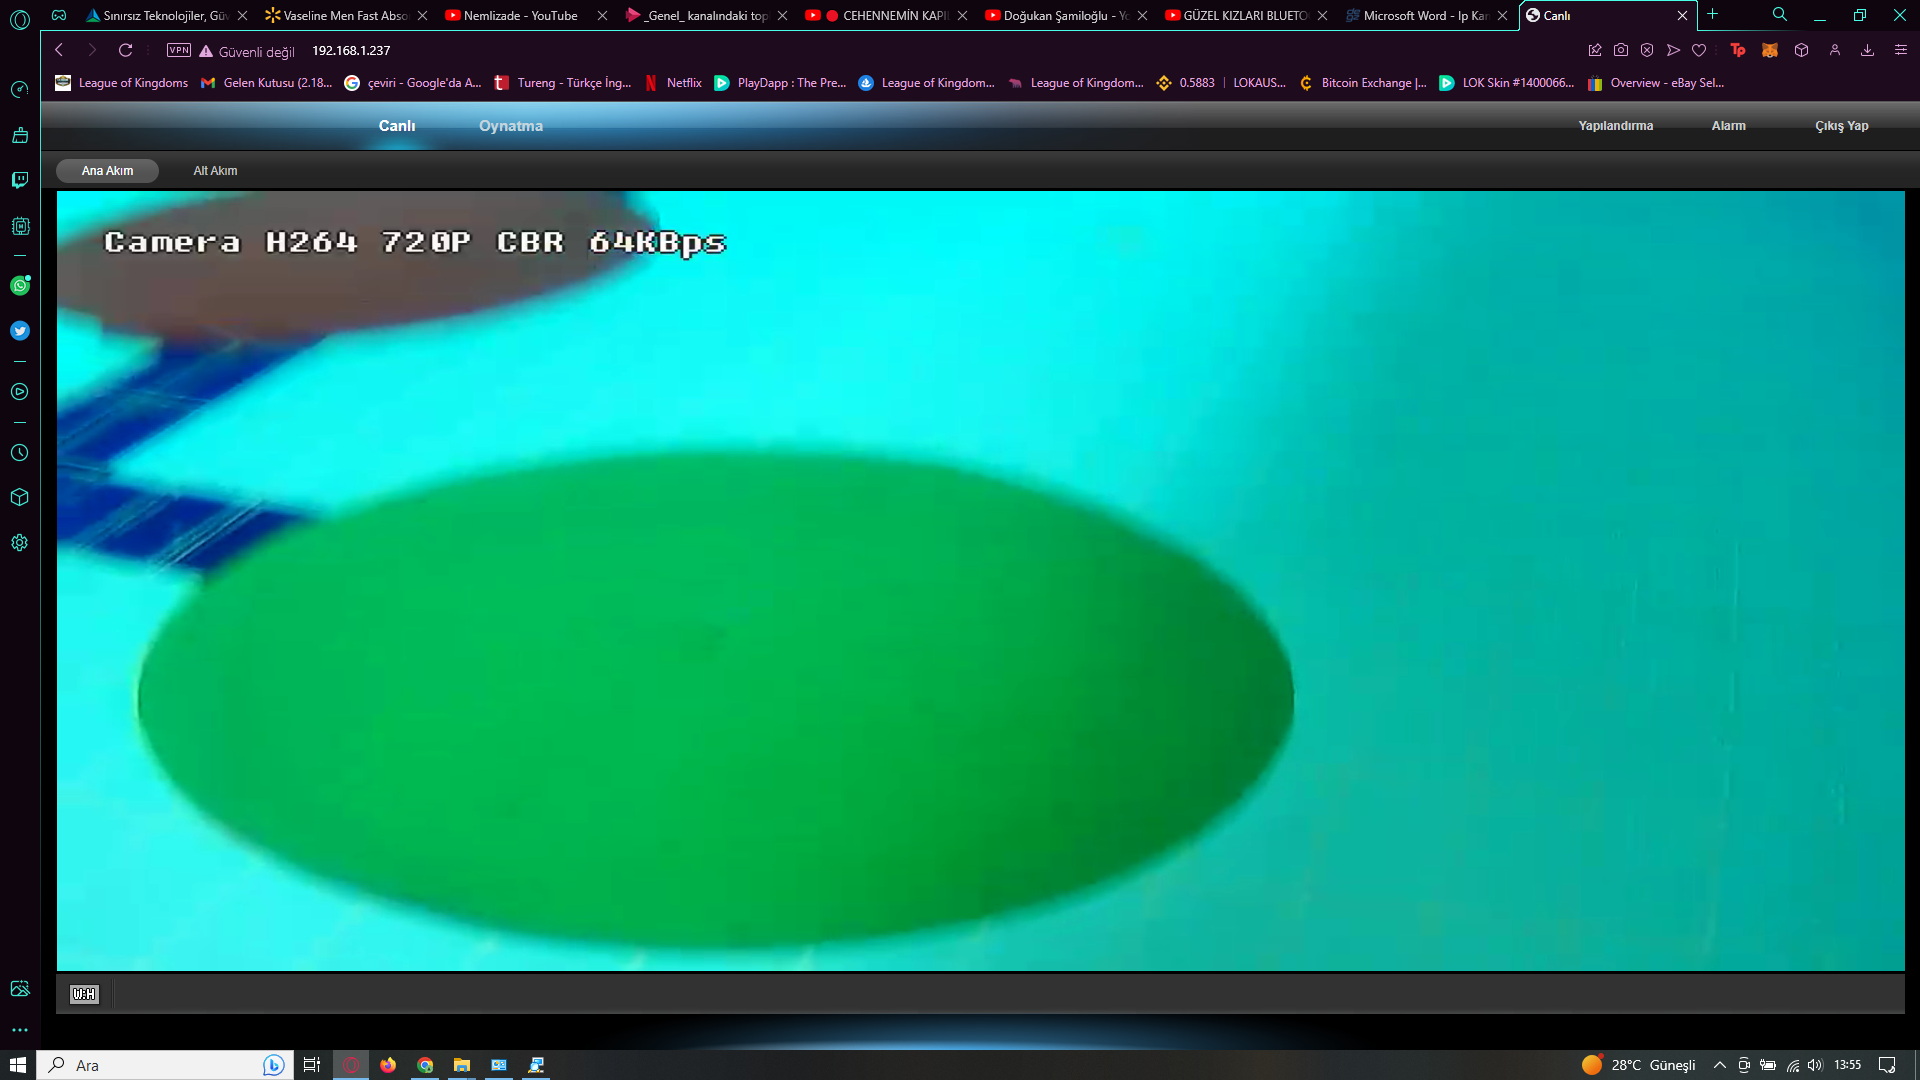 Sınırsız Teknolojiler, Gü
Vaseline Men Fast Abso
Nemlizade - YouTube
_Genel_ kanalındaki top
CEHENNEMİN KAPI
Doğukan Şamiloğlu - Yo
GÜZEL KIZLARI BLUETO
Microsoft Word - Ip Kam
Canlı
VPN
Güvenli değil
192.168.1.237
League of Kingdoms
Gelen Kutusu (2.18...
çeviri - Google'da A...
Tureng - Türkçe İng...
Netflix
PlayDapp : The Pre...
League of Kingdom...
League of Kingdom...
0.5883 | LOKAUS...
Bitcoin Exchange |...
LOK Skin #1400066...
Overview - eBay Sel...
Canlı
Oynatma
Yapılandırma
Alarm
Çıkış Yap
Ana Akım
Alt Akım
Camera H264 720P CBR 64KBps
W:H
Ara
28°C Güneşli
13:55